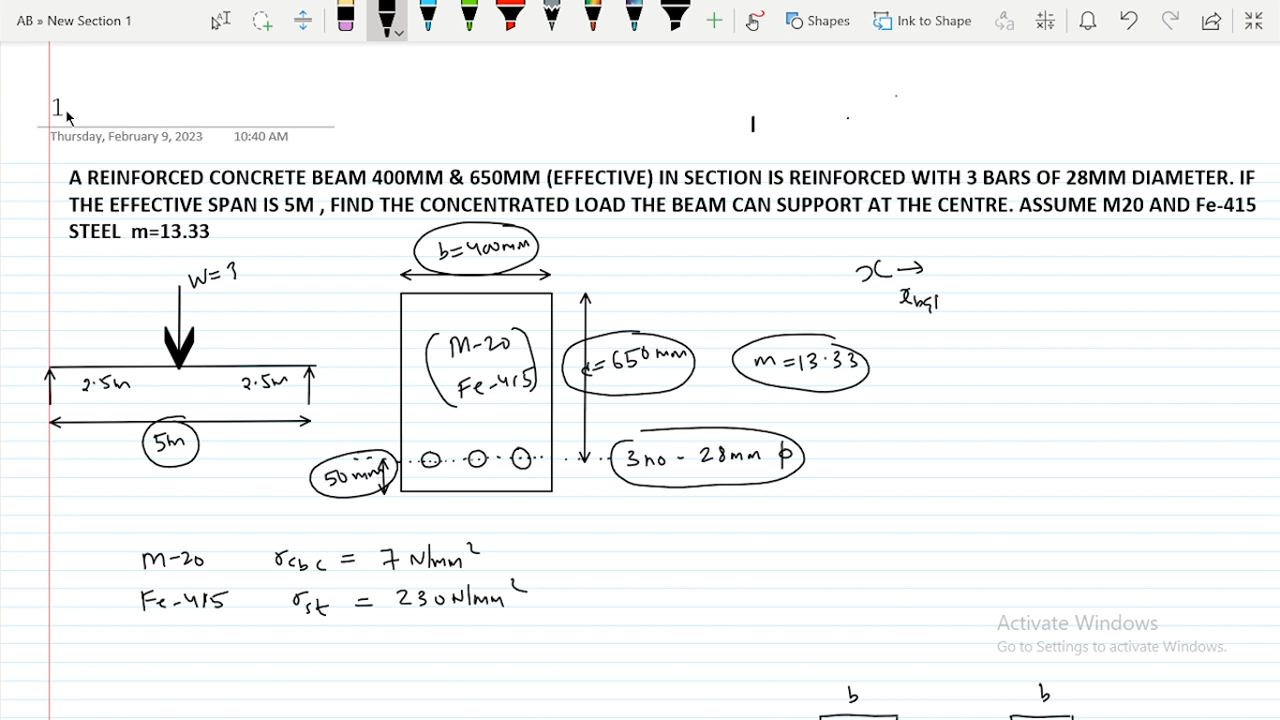 AB » New Section 1
Shapes
Ink to Shape
1
Thursday, February 9, 2023 10:40 AM
A REINFORCED CONCRETE BEAM 400MM & 650MM (EFFECTIVE) IN SECTION IS REINFORCED WITH 3 BARS OF 28MM DIAMETER. IF
THE EFFECTIVE SPAN IS 5M , FIND THE CONCENTRATED LOAD THE BEAM CAN SUPPORT AT THE CENTRE. ASSUME M20 AND Fe-415
STEEL m=13.33
b=400mm
W=?
x →
x bal
M-20
Fe-415
d=650mm
m=13.33
2.5m 2.5m
5m
50mm
3no - 28mm ϕ
M-20 σcbc = 7 N/mm²
Fe-415 σst = 230N/mm²
Activate Windows
Go to Settings to activate Windows.
b b